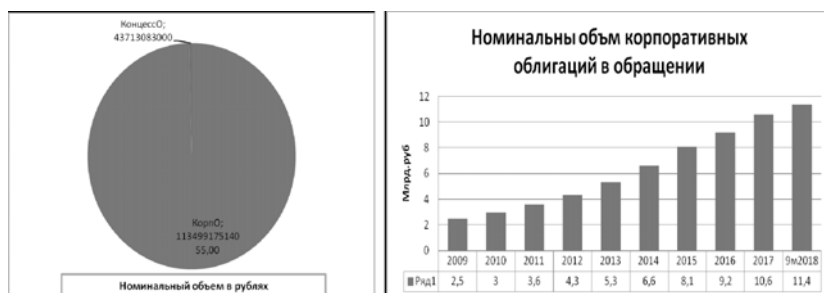 КонцессО;
43713083000
КорпО;
113499175140
55,00
Номинальный объем в рублях
Номинальны объм корпоративных
облигаций в обращении
Млрд.руб
12
10
8
6
4
2
0
2009 2010 2011 2012 2013 2014 2015 2016 2017 9м2018
Ряд1 2,5 3 3,6 4,3 5,3 6,6 8,1 9,2 10,6 11,4